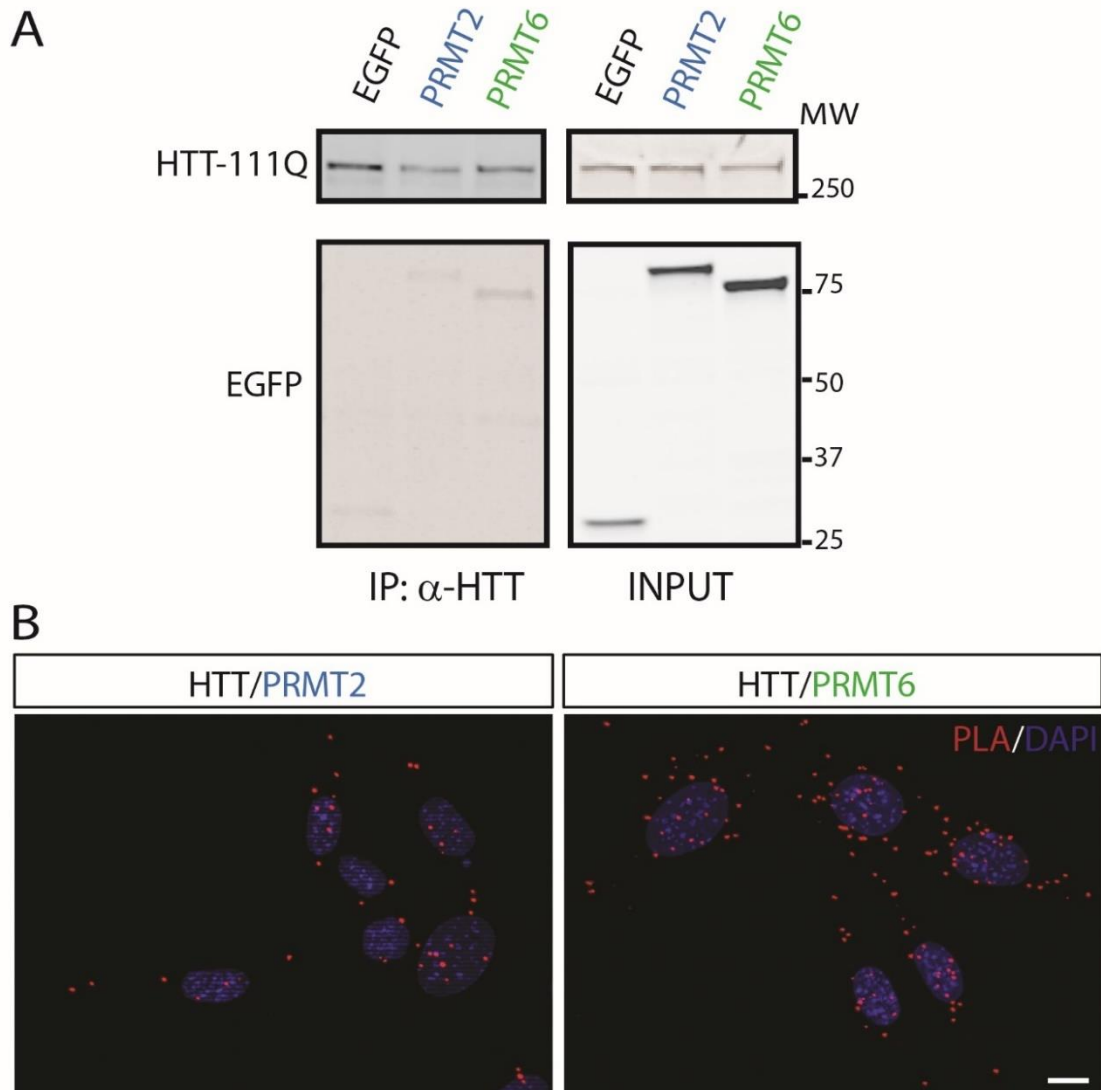 A
EGFP PRMT2 PRMT6 EGFP PRMT2 PRMT6
MW
HTT-111Q
250
EGFP
75
50
37
25
IP: α-HTT INPUT
B
HTT/PRMT2 HTT/PRMT6
PLA/DAPI